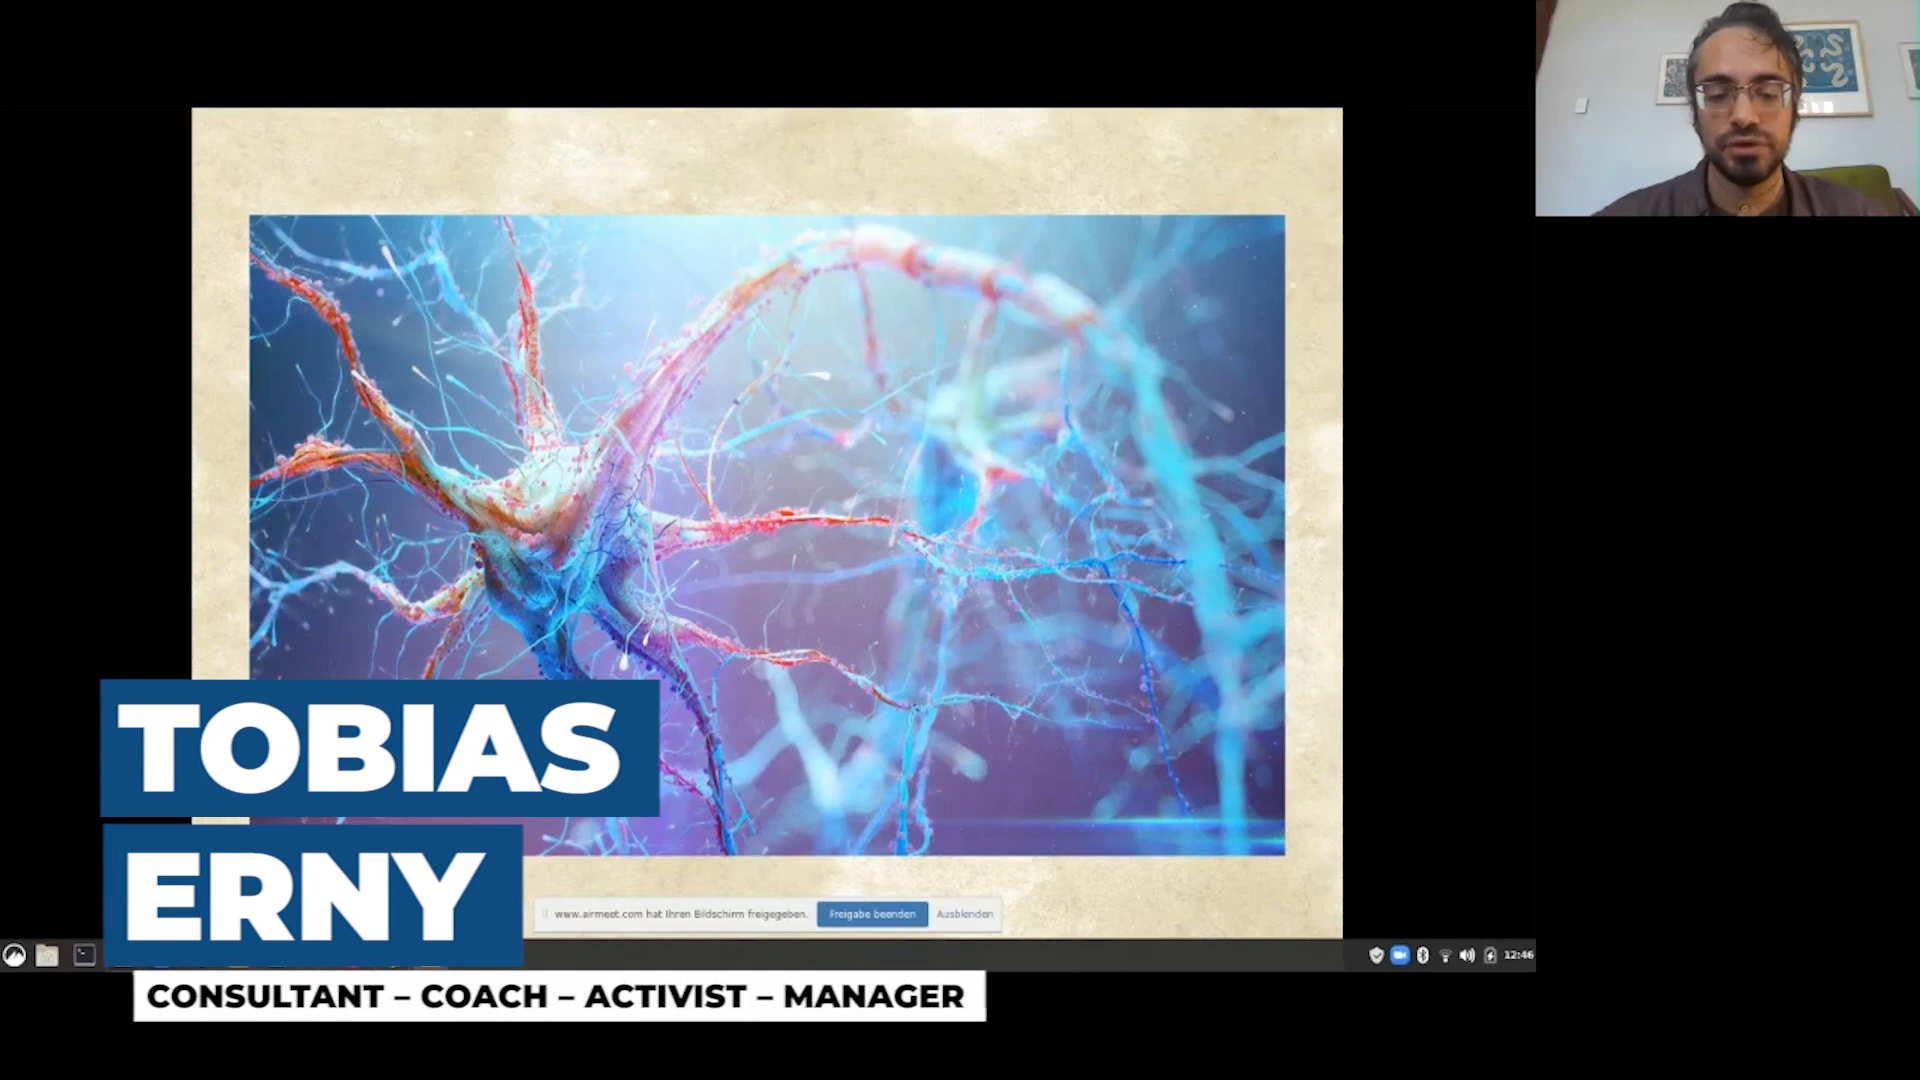 TOBIAS
ERNY
www.airmeet.com hat Ihren Bildschirm freigegeben. Freigabe beenden Ausblenden
12:46
CONSULTANT – COACH – ACTIVIST – MANAGER